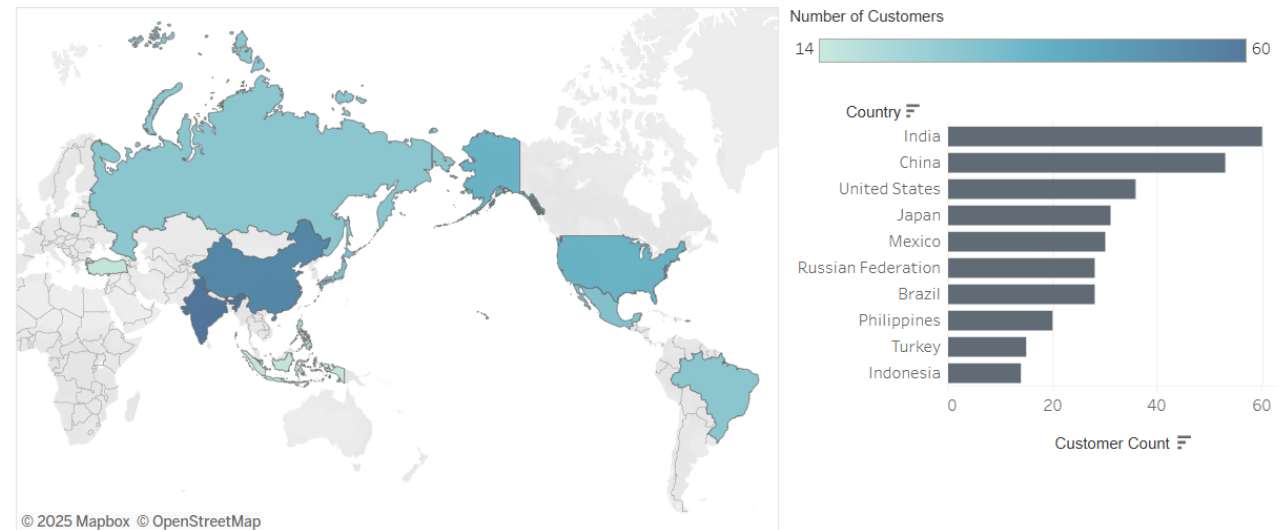 Number of Customers
14 60
Country
India
China
United States
Japan
Mexico
Russian Federation
Brazil
Philippines
Turkey
Indonesia
0 20 40 60
Customer Count
© 2025 Mapbox © OpenStreetMap